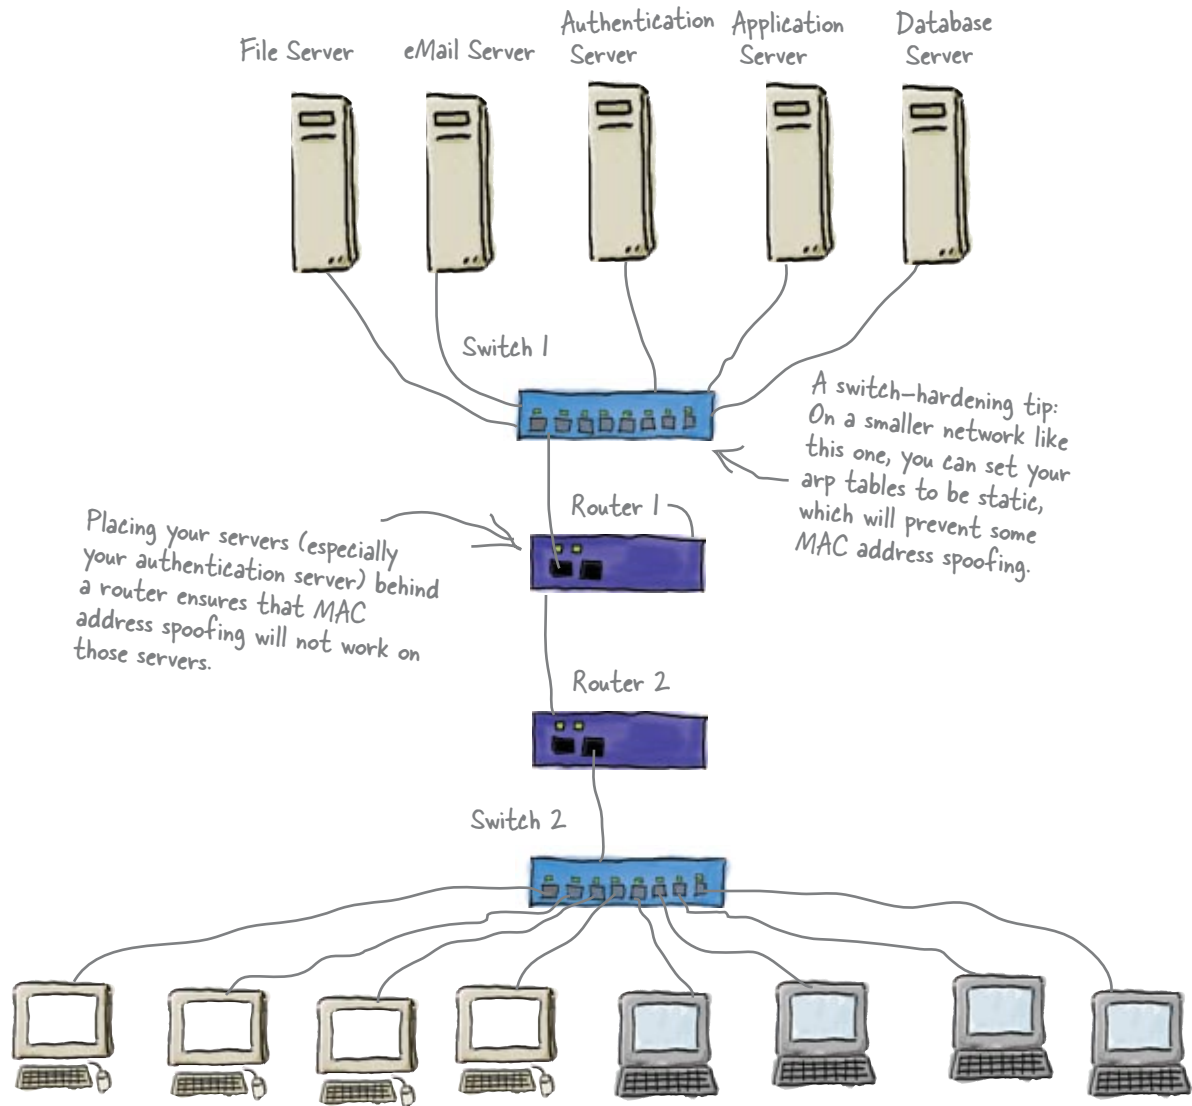 File Server
eMail Server
Authentication
Server
Application
Server
Database
Server
Switch 1
A switch-hardening tip:
On a smaller network like
this one, you can set your
arp tables to be static,
which will prevent some
MAC address spoofing.
Router 1
Placing your servers (especially
your authentication server) behind
a router ensures that MAC
address spoofing will not work on
those servers.
Router 2
Switch 2